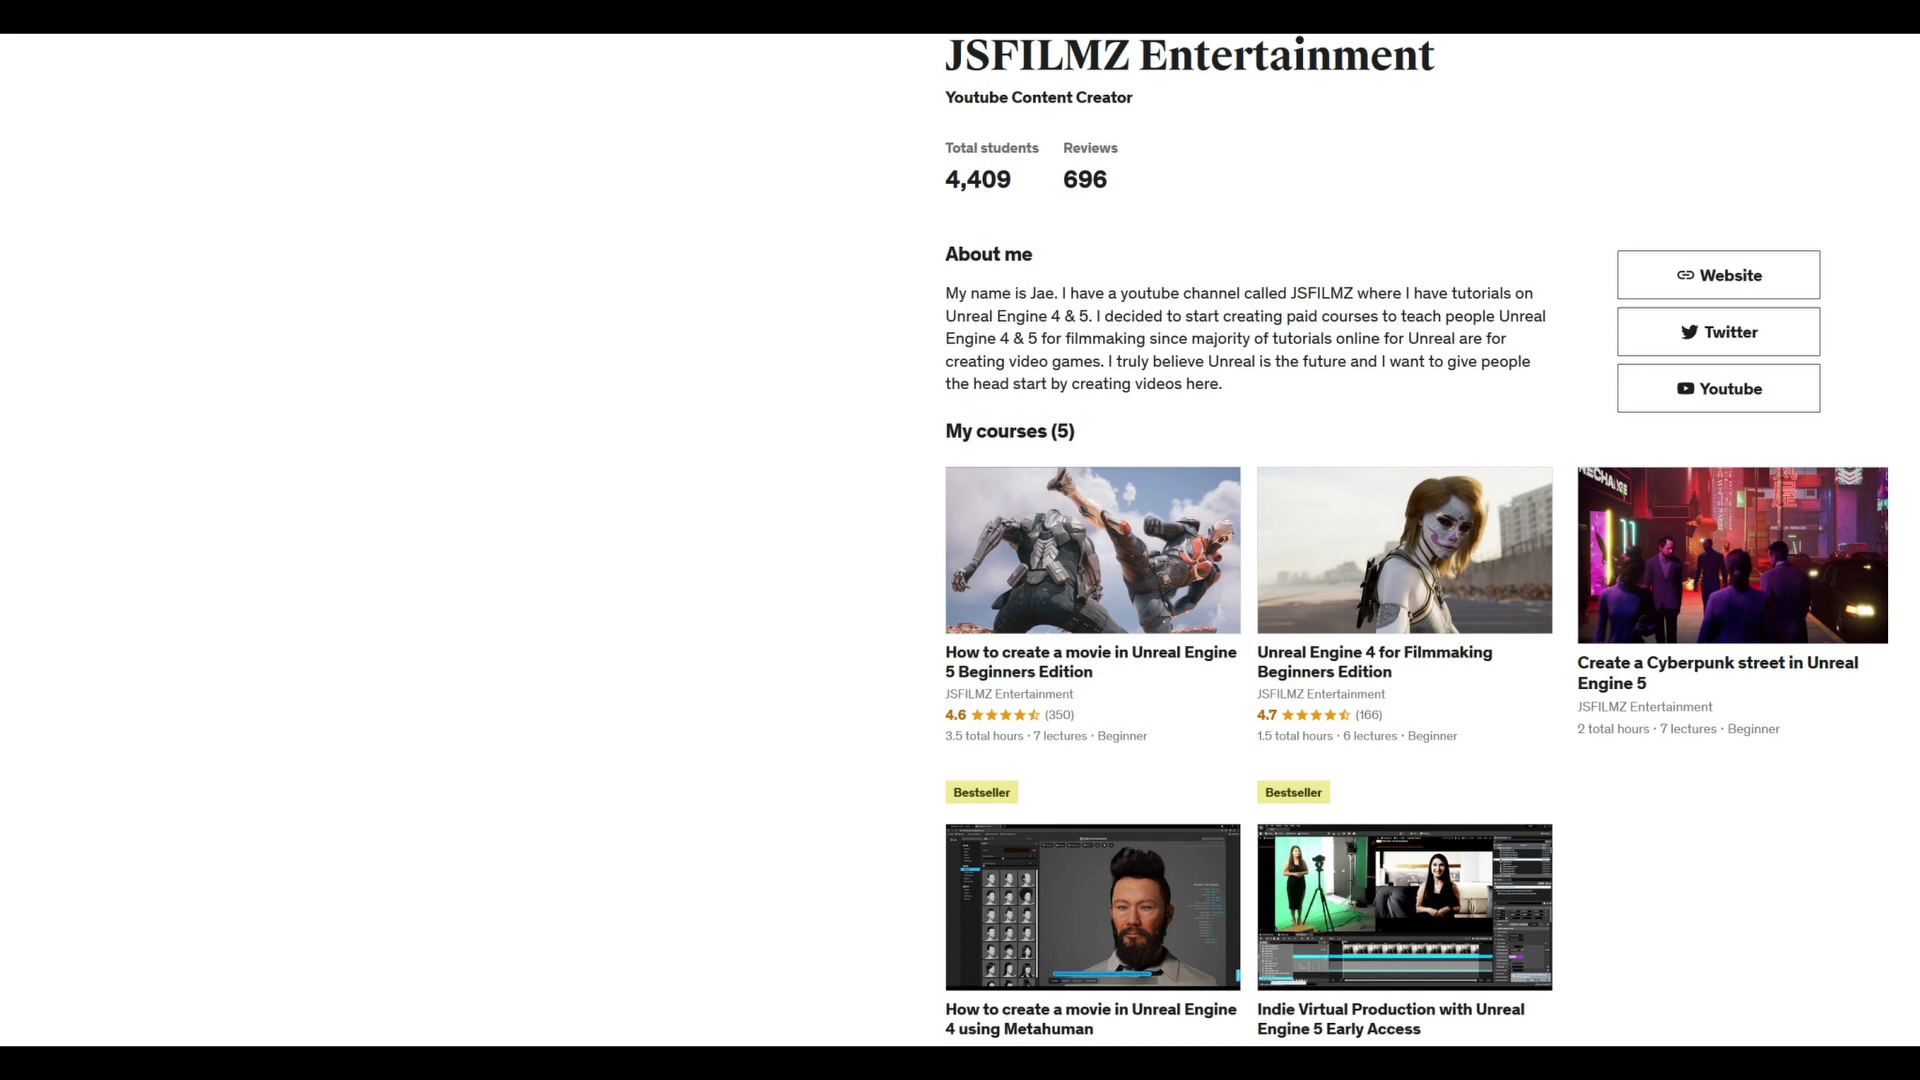 JSFILMZ Entertainment
Youtube Content Creator
Total students
Reviews
4,409
696
About me
My name is Jae. I have a youtube channel called JSFILMZ where I have tutorials on
Unreal Engine 4 & 5. I decided to start creating paid courses to teach people Unreal
Engine 4 & 5 for filmmaking since majority of tutorials online for Unreal are for
creating video games. I truly believe Unreal is the future and I want to give people
the head start by creating videos here.
Website
Twitter
Youtube
My courses (5)
How to create a movie in Unreal Engine
5 Beginners Edition
JSFILMZ Entertainment
4.6 (350)
3.5 total hours · 7 lectures · Beginner
Bestseller
Unreal Engine 4 for Filmmaking
Beginners Edition
JSFILMZ Entertainment
4.7 (166)
1.5 total hours · 6 lectures · Beginner
Bestseller
Create a Cyberpunk street in Unreal
Engine 5
JSFILMZ Entertainment
2 total hours · 7 lectures · Beginner
How to create a movie in Unreal Engine
4 using Metahuman
Indie Virtual Production with Unreal
Engine 5 Early Access